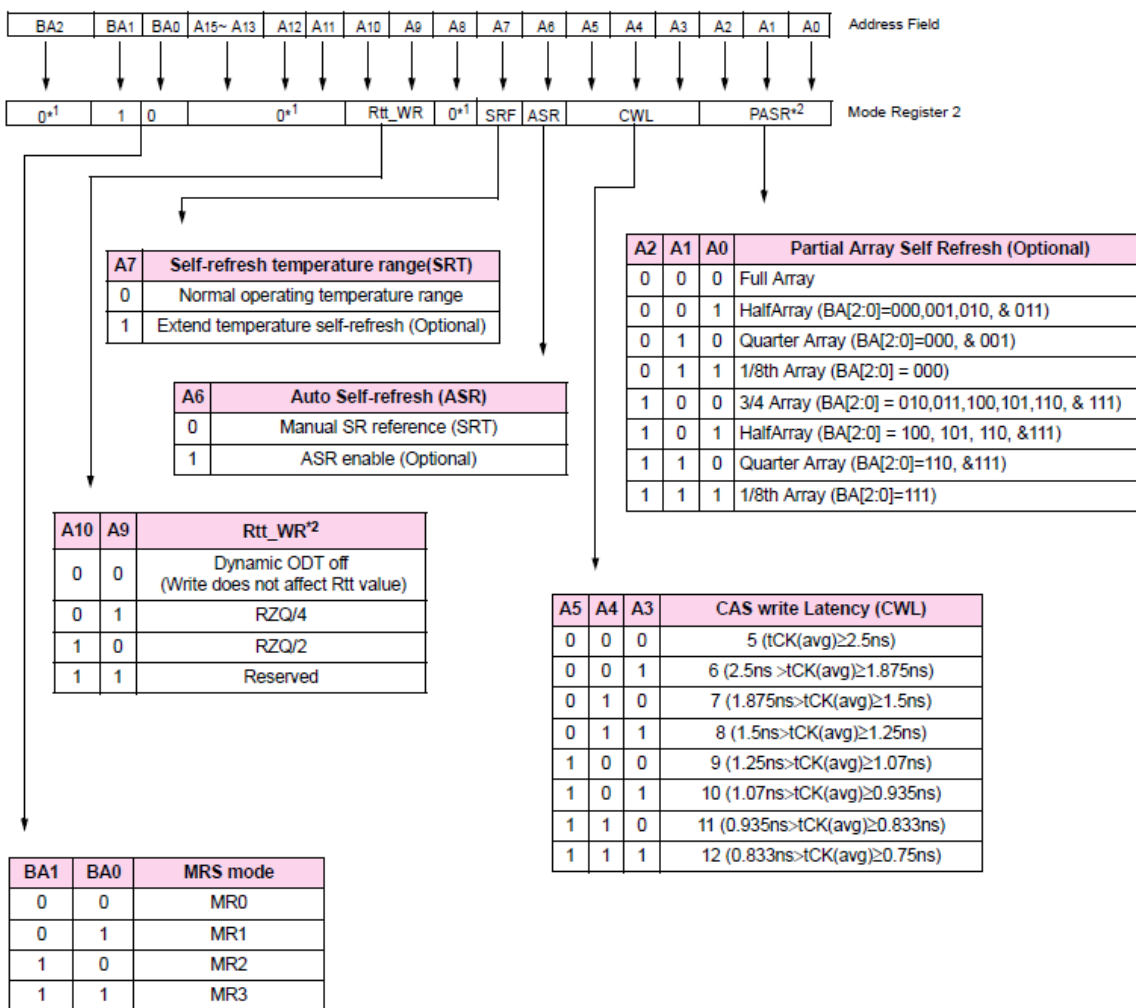 BA2 BA1 BA0 A15~ A13 A12 A11 A10 A9 A8 A7 A6 A5 A4 A3 A2 A1 A0 Address Field
0*1 1 0 0*1 Rtt_WR 0*1 SRF ASR CWL PASR*2 Mode Register 2
A7 Self-refresh temperature range(SRT)
0 Normal operating temperature range
1 Extend temperature self-refresh (Optional)
A2 A1 A0 Partial Array Self Refresh (Optional)
0 0 0 Full Array
0 0 1 HalfArray (BA[2:0]=000,001,010, & 011)
0 1 0 Quarter Array (BA[2:0]=000, & 001)
0 1 1 1/8th Array (BA[2:0] = 000)
1 0 0 3/4 Array (BA[2:0] = 010,011,100,101,110, & 111)
1 0 1 HalfArray (BA[2:0] = 100, 101, 110, &111)
1 1 0 Quarter Array (BA[2:0]=110, &111)
1 1 1 1/8th Array (BA[2:0]=111)
A6 Auto Self-refresh (ASR)
0 Manual SR reference (SRT)
1 ASR enable (Optional)
A10 A9 Rtt_WR*2
0 0 Dynamic ODT off
(Write does not affect Rtt value)
0 1 RZQ/4
1 0 RZQ/2
1 1 Reserved
A5 A4 A3 CAS write Latency (CWL)
0 0 0 5 (tCK(avg)≥2.5ns)
0 0 1 6 (2.5ns >tCK(avg)≥1.875ns)
0 1 0 7 (1.875ns>tCK(avg)≥1.5ns)
0 1 1 8 (1.5ns>tCK(avg)≥1.25ns)
1 0 0 9 (1.25ns>tCK(avg)≥1.07ns)
1 0 1 10 (1.07ns>tCK(avg)≥0.935ns)
1 1 0 11 (0.935ns>tCK(avg)≥0.833ns)
1 1 1 12 (0.833ns>tCK(avg)≥0.75ns)
BA1 BA0 MRS mode
0 0 MR0
0 1 MR1
1 0 MR2
1 1 MR3